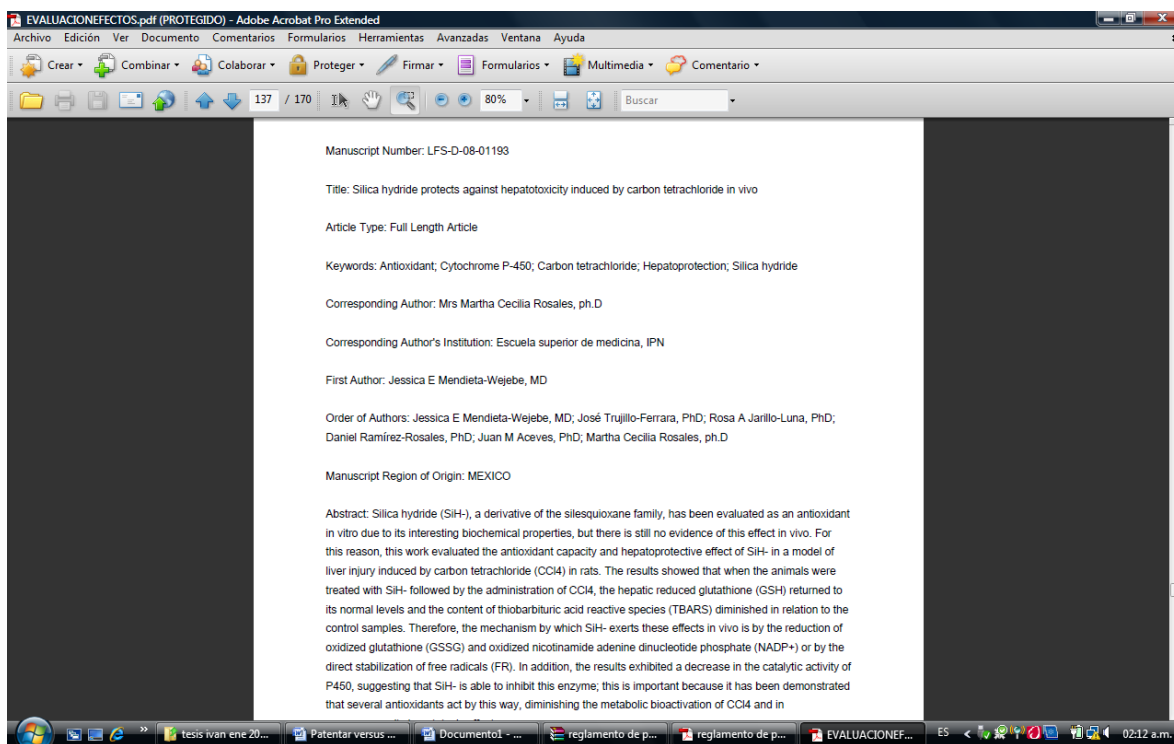 EVALUACIONEFECTOS.pdf (PROTEGIDO) - Adobe Acrobat Pro Extended
Archivo Edición Ver Documento Comentarios Formularios Herramientas Avanzadas Ventana Ayuda
Crear Combinar Colaborar Proteger Firmar Formularios Multimedia Comentario
137 / 170 80% Buscar
Manuscript Number: LFS-D-08-01193
Title: Silica hydride protects against hepatotoxicity induced by carbon tetrachloride in vivo
Article Type: Full Length Article
Keywords: Antioxidant; Cytochrome P-450; Carbon tetrachloride; Hepatoprotection; Silica hydride
Corresponding Author: Mrs Martha Cecilia Rosales, ph.D
Corresponding Author's Institution: Escuela superior de medicina, IPN
First Author: Jessica E Mendieta-Wejebe, MD
Order of Authors: Jessica E Mendieta-Wejebe, MD; José Trujillo-Ferrara, PhD; Rosa A Jarillo-Luna, PhD;
Daniel Ramírez-Rosales, PhD; Juan M Aceves, PhD; Martha Cecilia Rosales, ph.D
Manuscript Region of Origin: MEXICO
Abstract: Silica hydride (SiH-), a derivative of the silesquioxane family, has been evaluated as an antioxidant
in vitro due to its interesting biochemical properties, but there is still no evidence of this effect in vivo. For
this reason, this work evaluated the antioxidant capacity and hepatoprotective effect of SiH- in a model of
liver injury induced by carbon tetrachloride (CCl4) in rats. The results showed that when the animals were
treated with SiH- followed by the administration of CCl4, the hepatic reduced glutathione (GSH) returned to
its normal levels and the content of thiobarbituric acid reactive species (TBARS) diminished in relation to the
control samples. Therefore, the mechanism by which SiH- exerts these effects in vivo is by the reduction of
oxidized glutathione (GSSG) and oxidized nicotinamide adenine dinucleotide phosphate (NADP+) or by the
direct stabilization of free radicals (FR). In addition, the results exhibited a decrease in the catalytic activity of
P450, suggesting that SiH- is able to inhibit this enzyme; this is important because it has been demonstrated
that several antioxidants act by this way, diminishing the metabolic bioactivation of CCl4 and in
tesis ivan ene 20... Patentar versus ... Documento1 - ... reglamento de p... reglamento de p... EVALUACIONEF... ES 02:12 a.m.